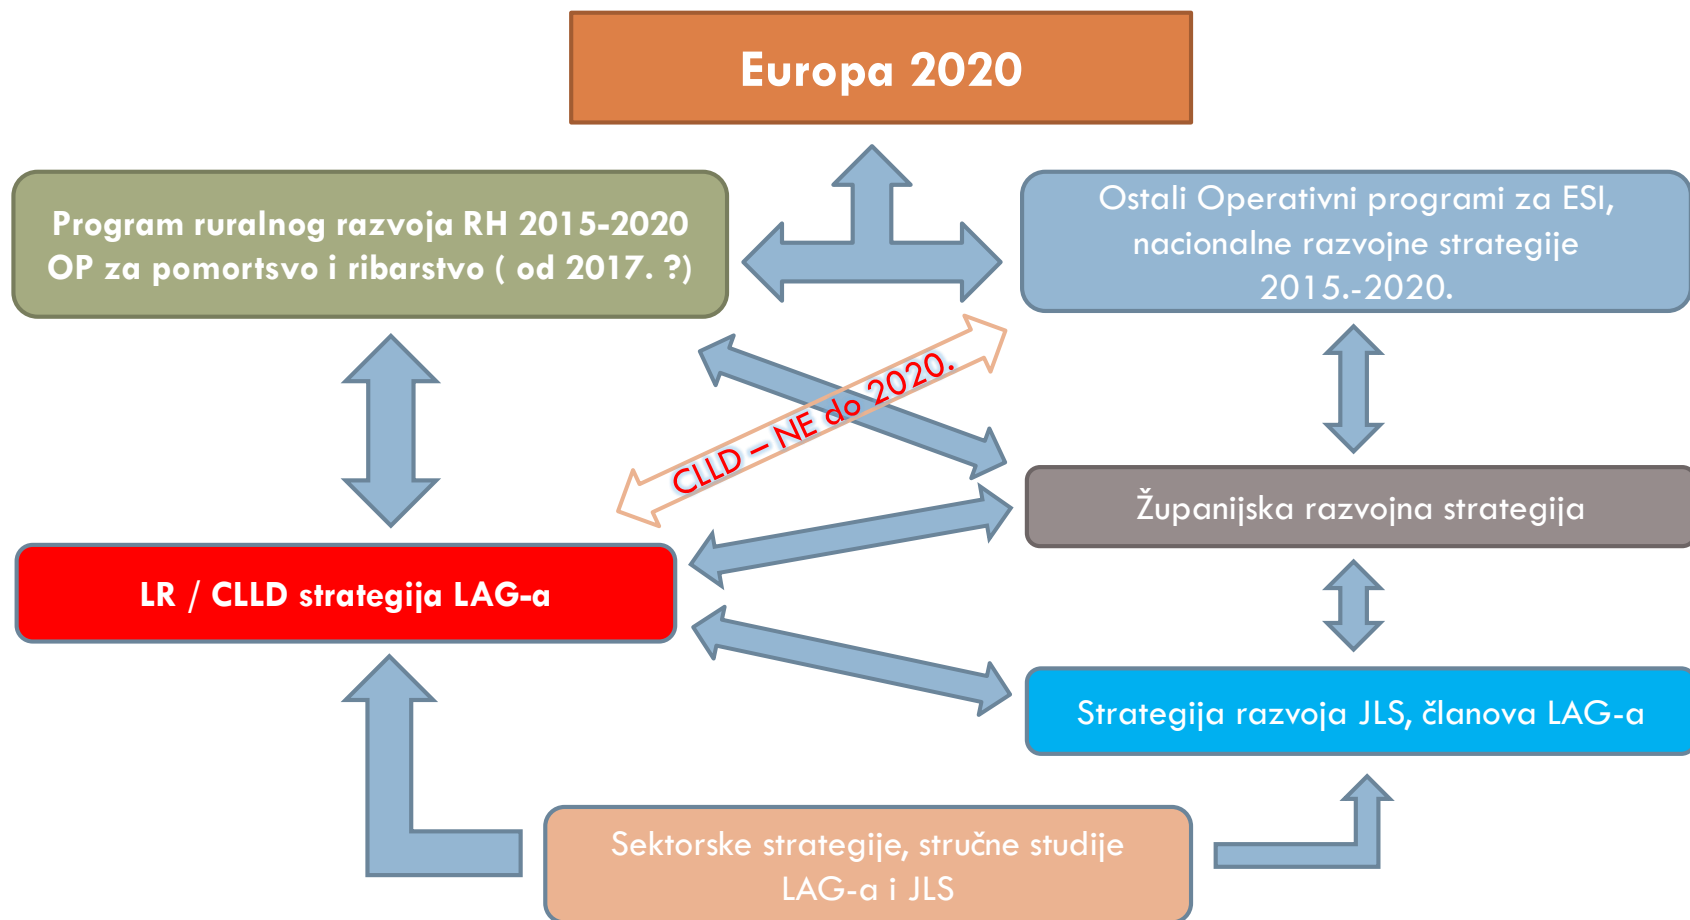 Europa 2020
Program ruralnog razvoja RH 2015-2020
OP za pomortsvo i ribarstvo ( od 2017. ?)
Ostali Operativni programi za ESI,
nacionalne razvojne strategije
2015.-2020.
CLLD – NE do 2020.
Županijska razvojna strategija
LR / CLLD strategija LAG-a
Strategija razvoja JLS, članova LAG-a
Sektorske strategije, stručne studije
LAG-a i JLS